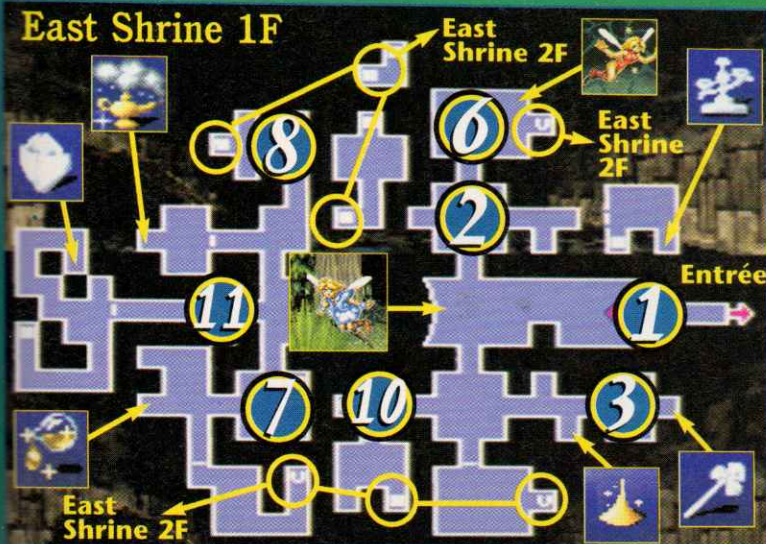 East Shrine 1F
East
Shrine 2F
8
6
East
Shrine
2F
2
Entrée
11
1
7
10
3
East
Shrine 2F